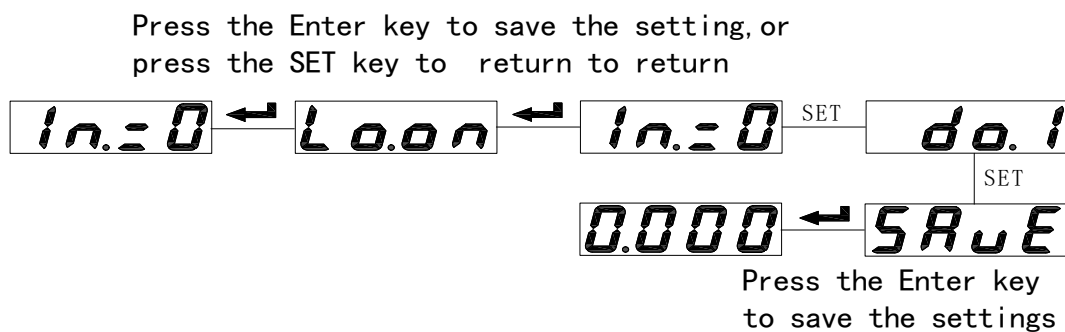 Press the Enter key to save the setting,or
press the SET key to return to return
In.=0
Lo.on
In.=0
SET
do.1
SET
0.000
SAvE
Press the Enter key
to save the settings